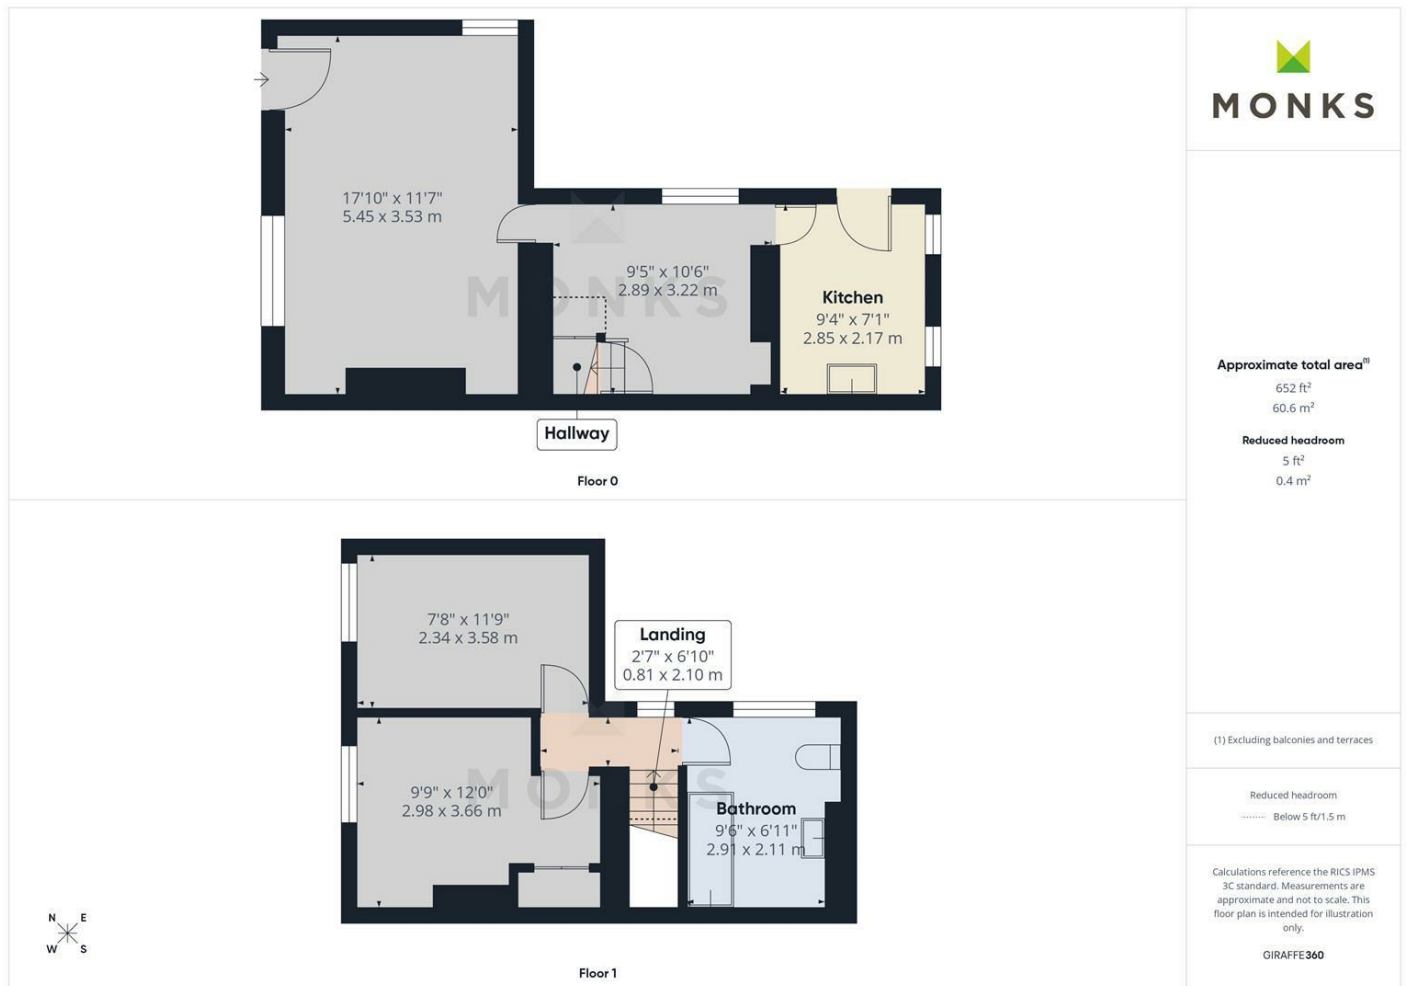 17'10" x 11'7"
5.45 x 3.53 m
9'5" x 10'6"
2.89 x 3.22 m
Kitchen
9'4" x 7'1"
2.85 x 2.17 m
MONKS
Hallway
Floor 0
7'8" x 11'9"
2.34 x 3.58 m
Landing
2'7" x 6'10"
0.81 x 2.10 m
9'9" x 12'0"
2.98 x 3.66 m
MONKS
Bathroom
9'6" x 6'11"
2.91 x 2.11 m
N E
W S
Floor 1
MONKS
Approximate total area(1)
652 ft²
60.6 m²
Reduced headroom
5 ft²
0.4 m²
(1) Excluding balconies and terraces
Reduced headroom
Below 5 ft/1.5 m
Calculations reference the RICS IPMS
3C standard. Measurements are
approximate and not to scale. This
floor plan is intended for illustration
only.
GIRAFFE360